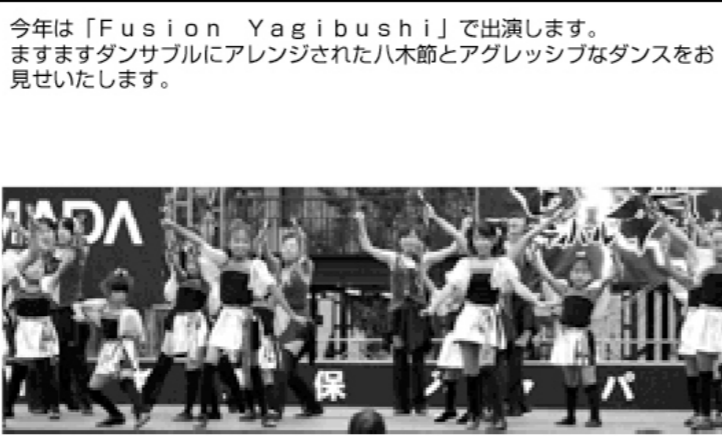 今年は「Ｆｕｓｉｏｎ　Ｙａｇｉｂｕｓｈｉ」で出演します。
ますますダンサブルにアレンジされた八木節とアグレッシブなダンスをお
見せいたします。
保
パ